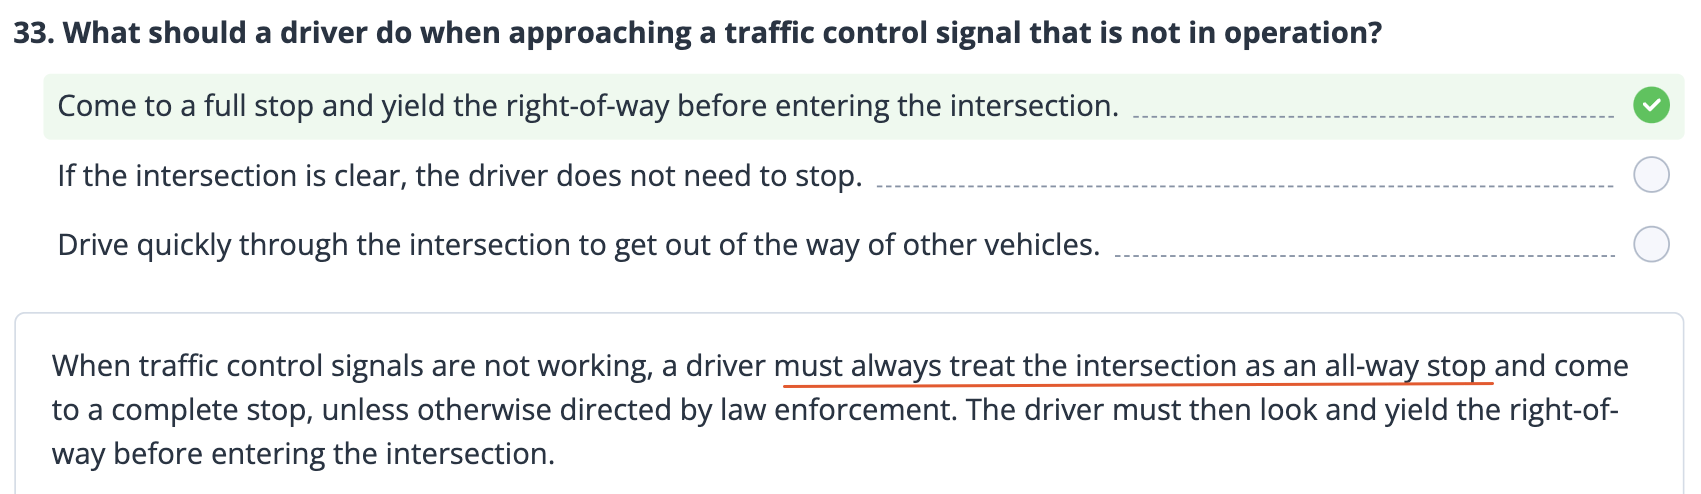 33. What should a driver do when approaching a traffic control signal that is not in operation?
Come to a full stop and yield the right-of-way before entering the intersection.
If the intersection is clear, the driver does not need to stop.
Drive quickly through the intersection to get out of the way of other vehicles.
When traffic control signals are not working, a driver must always treat the intersection as an all-way stop and come
to a complete stop, unless otherwise directed by law enforcement. The driver must then look and yield the right-of-
way before entering the intersection.